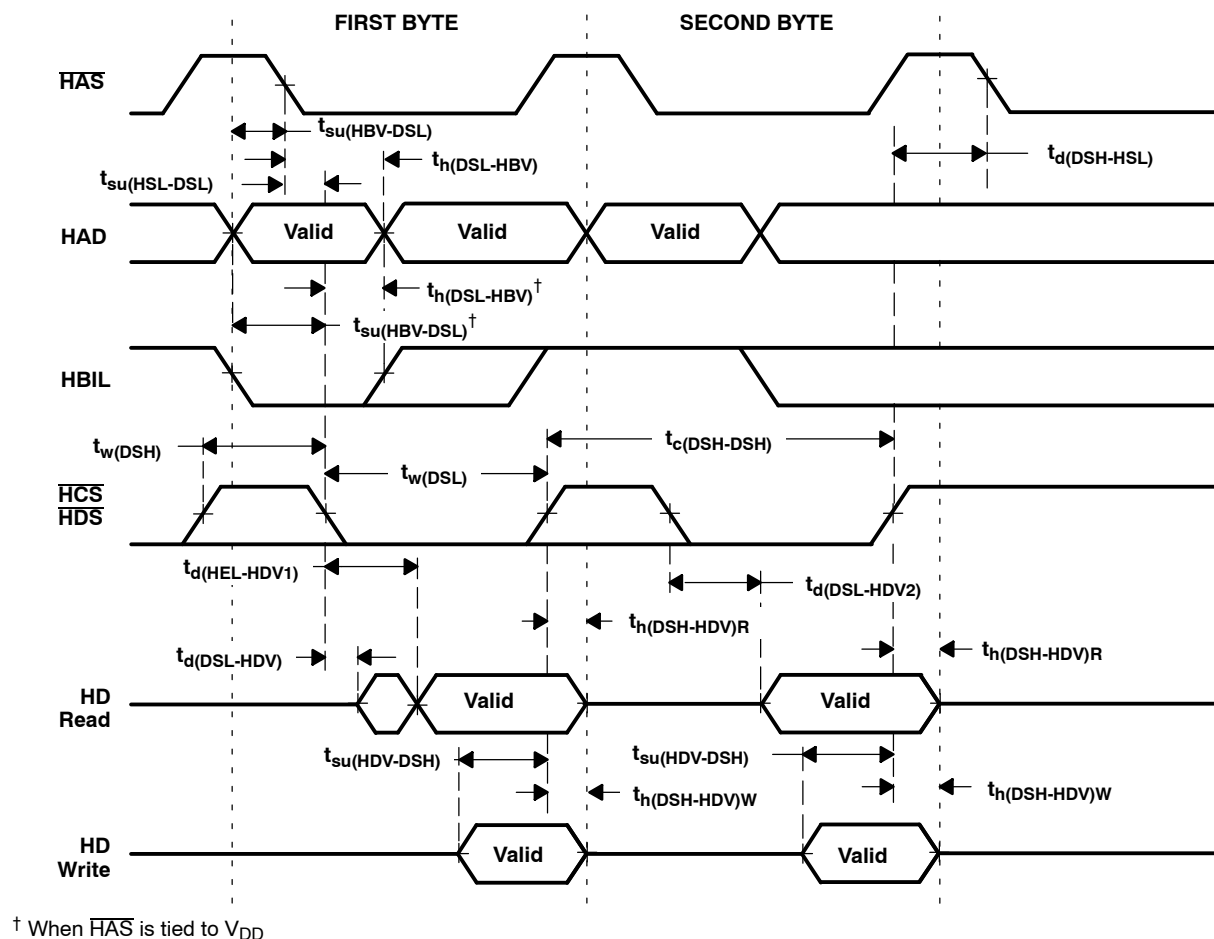 FIRST BYTE SECOND BYTE
HAS
tsu(HBV-DSL)
th(DSL-HBV)
td(DSH-HSL)
tsu(HSL-DSL)
HAD Valid Valid Valid
th(DSL-HBV)†
tsu(HBV-DSL)†
HBIL
tw(DSH) tc(DSH-DSH)
tw(DSL)
HCS
HDS
td(HEL-HDV1) td(DSL-HDV2)
th(DSH-HDV)R
td(DSL-HDV) th(DSH-HDV)R
HD
Read Valid Valid
tsu(HDV-DSH) tsu(HDV-DSH)
th(DSH-HDV)W th(DSH-HDV)W
HD
Write Valid Valid
† When HAS is tied to VDD